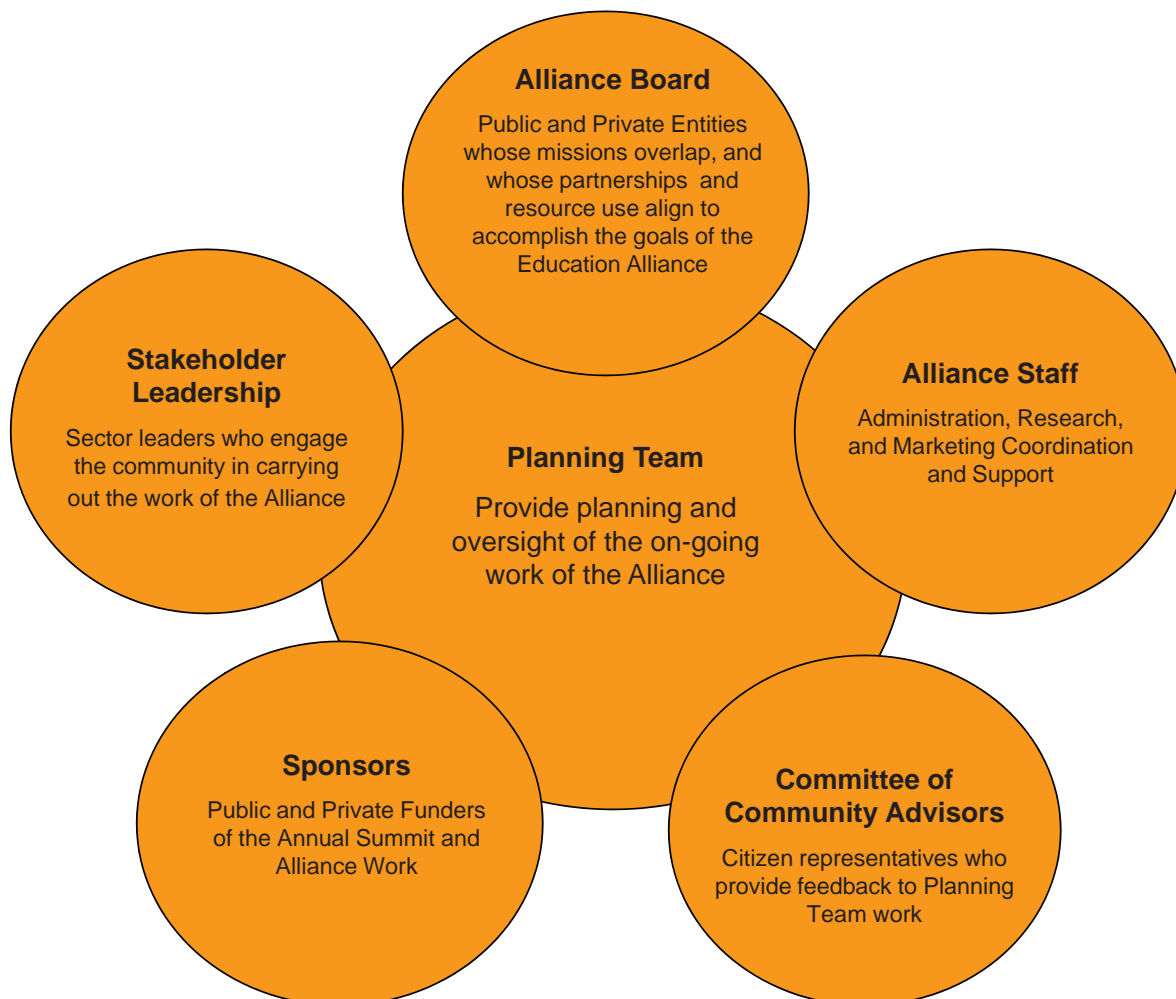 Alliance Board
Public and Private Entities
whose missions overlap, and
whose partnerships and
resource use align to
accomplish the goals of the
Education Alliance
Stakeholder
Leadership
Sector leaders who engage
the community in carrying
out the work of the Alliance
Alliance Staff
Administration, Research,
and Marketing Coordination
and Support
Planning Team
Provide planning and
oversight of the on-going
work of the Alliance
Sponsors
Public and Private Funders
of the Annual Summit and
Alliance Work
Committee of
Community Advisors
Citizen representatives who
provide feedback to Planning
Team work